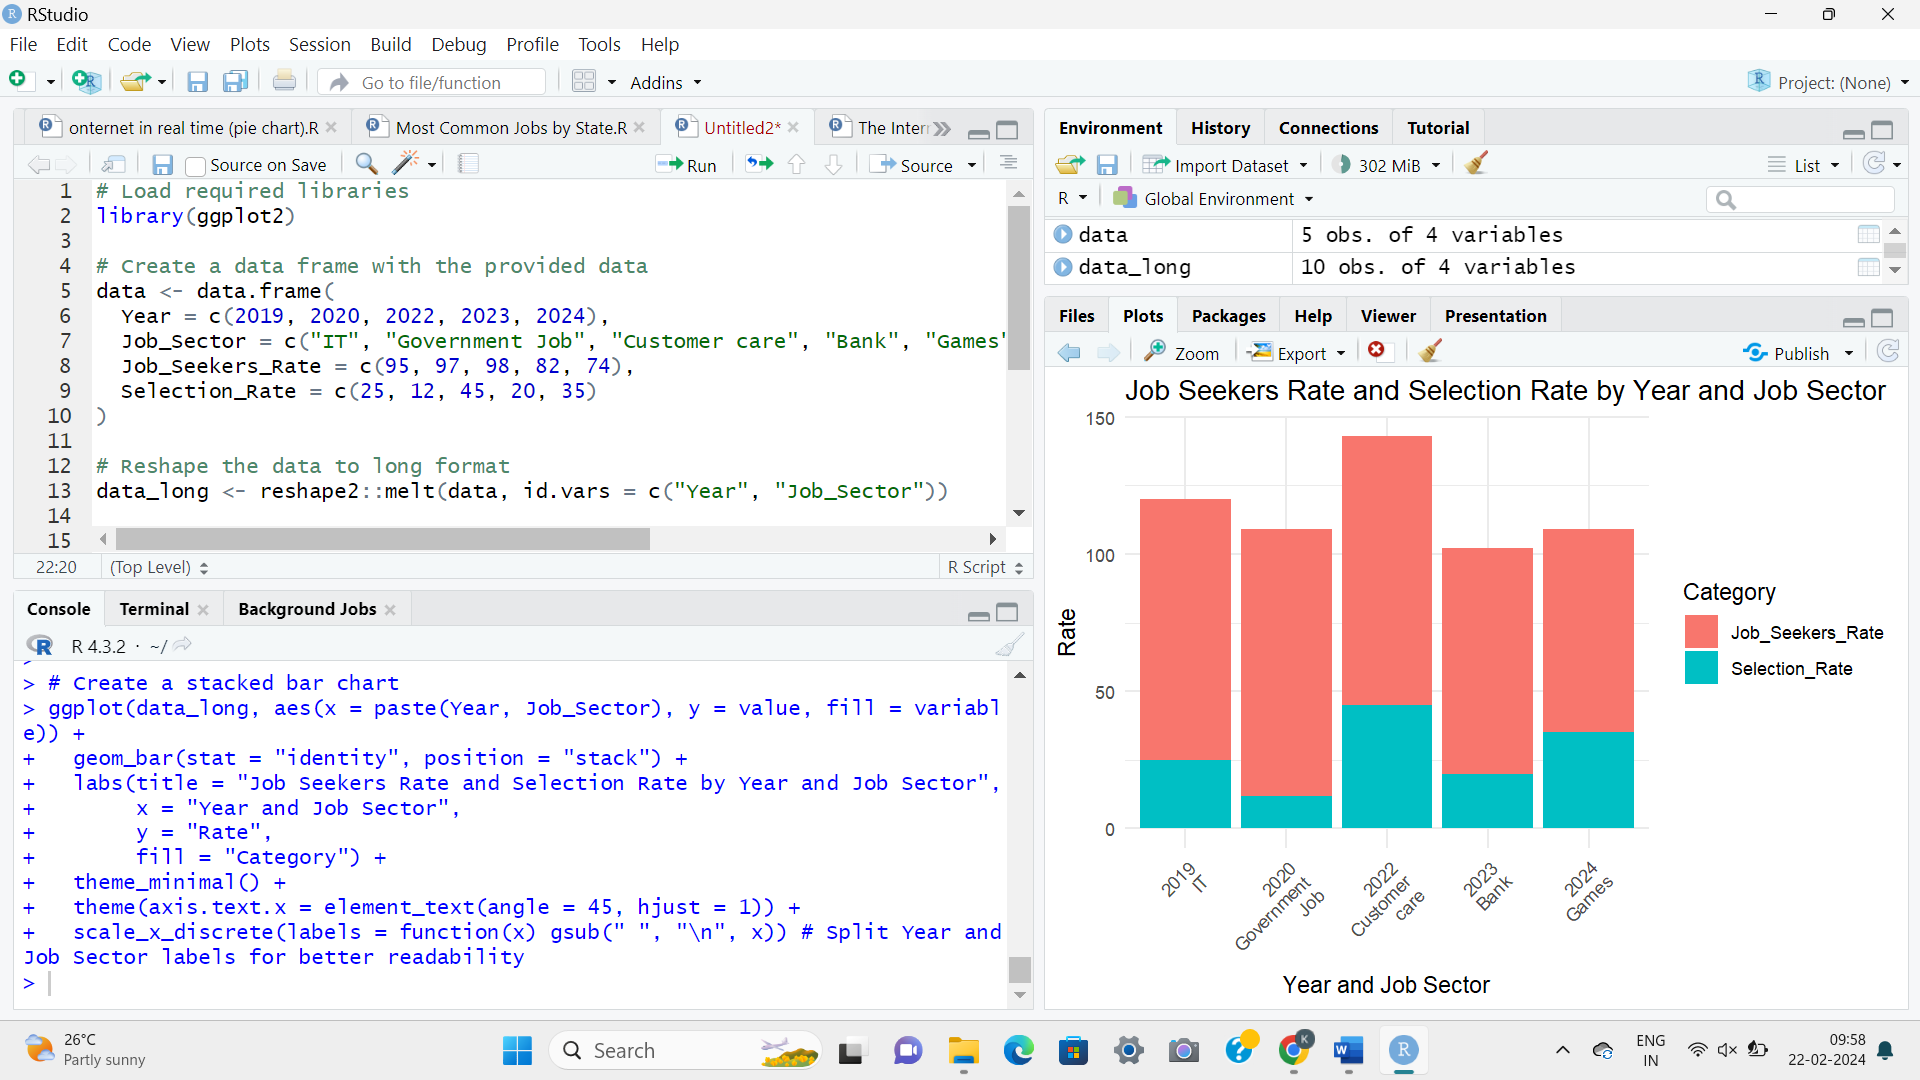 RStudio
File Edit Code View Plots Session Build Debug Profile Tools Help
Go to file/function Addins Project: (None)
onternet in real time (pie chart).R Most Common Jobs by State.R Untitled2* The Inter
Source on Save Run Source
1 # Load required libraries
2 library(ggplot2)
3
4 # Create a data frame with the provided data
5 data <- data.frame(
6 Year = c(2019, 2020, 2022, 2023, 2024),
7 Job_Sector = c("IT", "Government Job", "Customer care", "Bank", "Games"
8 Job_Seekers_Rate = c(95, 97, 98, 82, 74),
9 Selection_Rate = c(25, 12, 45, 20, 35)
10 )
11
12 # Reshape the data to long format
13 data_long <- reshape2::melt(data, id.vars = c("Year", "Job_Sector"))
14
15
22:20 (Top Level) R Script
Console Terminal Background Jobs
R 4.3.2 · ~/
>
> # Create a stacked bar chart
> ggplot(data_long, aes(x = paste(Year, Job_Sector), y = value, fill = variabl
e)) +
+ geom_bar(stat = "identity", position = "stack") +
+ labs(title = "Job Seekers Rate and Selection Rate by Year and Job Sector",
+ x = "Year and Job Sector",
+ y = "Rate",
+ fill = "Category") +
+ theme_minimal() +
+ theme(axis.text.x = element_text(angle = 45, hjust = 1)) +
+ scale_x_discrete(labels = function(x) gsub(" ", "\n", x)) # Split Year and
Job Sector labels for better readability
>
Environment History Connections Tutorial
Import Dataset 302 MiB List
R Global Environment
data 5 obs. of 4 variables
data_long 10 obs. of 4 variables
Files Plots Packages Help Viewer Presentation
Zoom Export Publish
Job Seekers Rate and Selection Rate by Year and Job Sector
150
100
50
0
Rate
2019
IT
2020
Government
Job
2022
Customer
care
2023
Bank
2024
Games
Year and Job Sector
Category
Job_Seekers_Rate
Selection_Rate
26°C
Partly sunny
Search
K
ENG
IN
09:58
22-02-2024